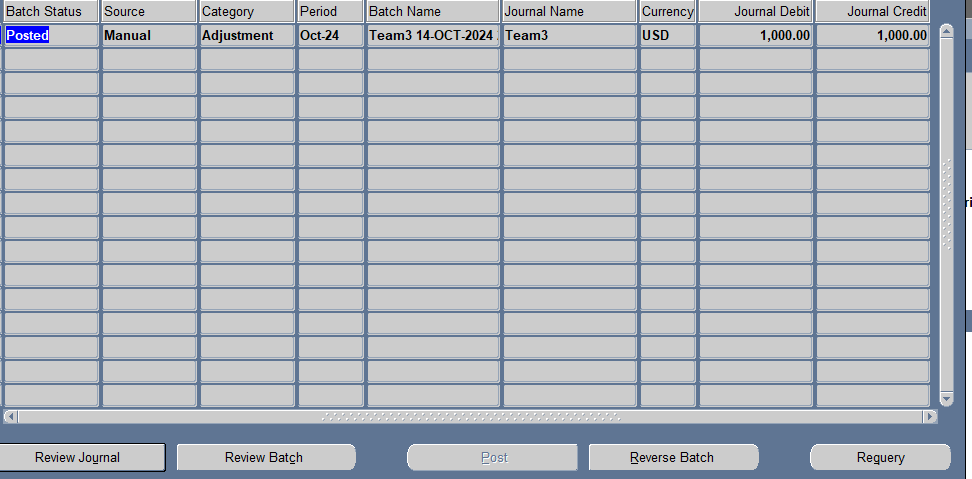 Batch Status Source Category Period Batch Name Journal Name Currency Journal Debit Journal Credit
Posted Manual Adjustment Oct-24 Team3 14-OCT-2024 Team3 USD 1,000.00 1,000.00
Review Journal Review Batch Post Reverse Batch Requery